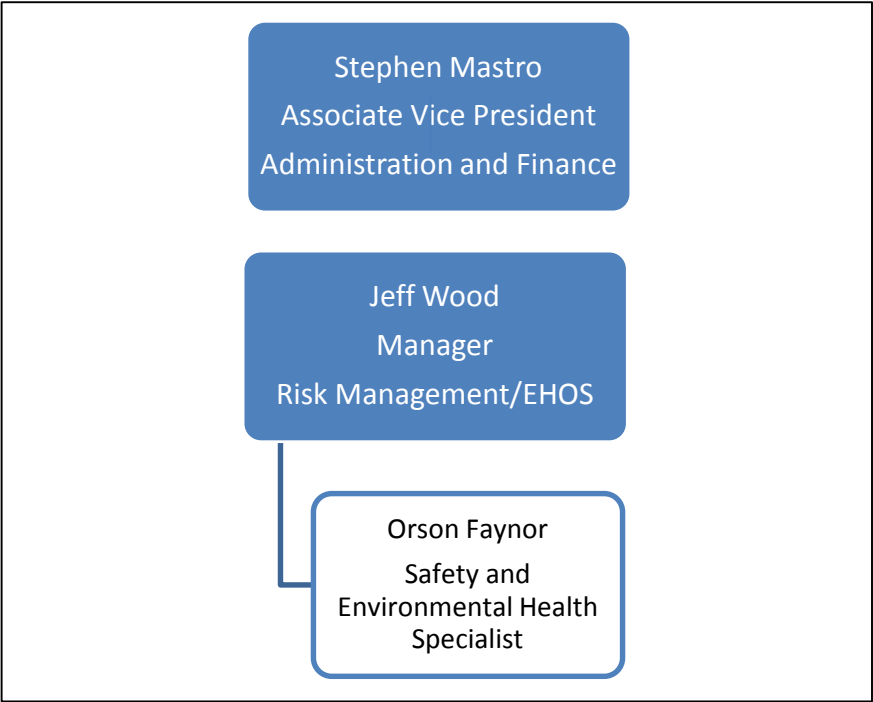 Stephen Mastro
Associate Vice President
Administration and Finance
Jeff Wood
Manager
Risk Management/EHOS
Orson Faynor
Safety and
Environmental Health
Specialist